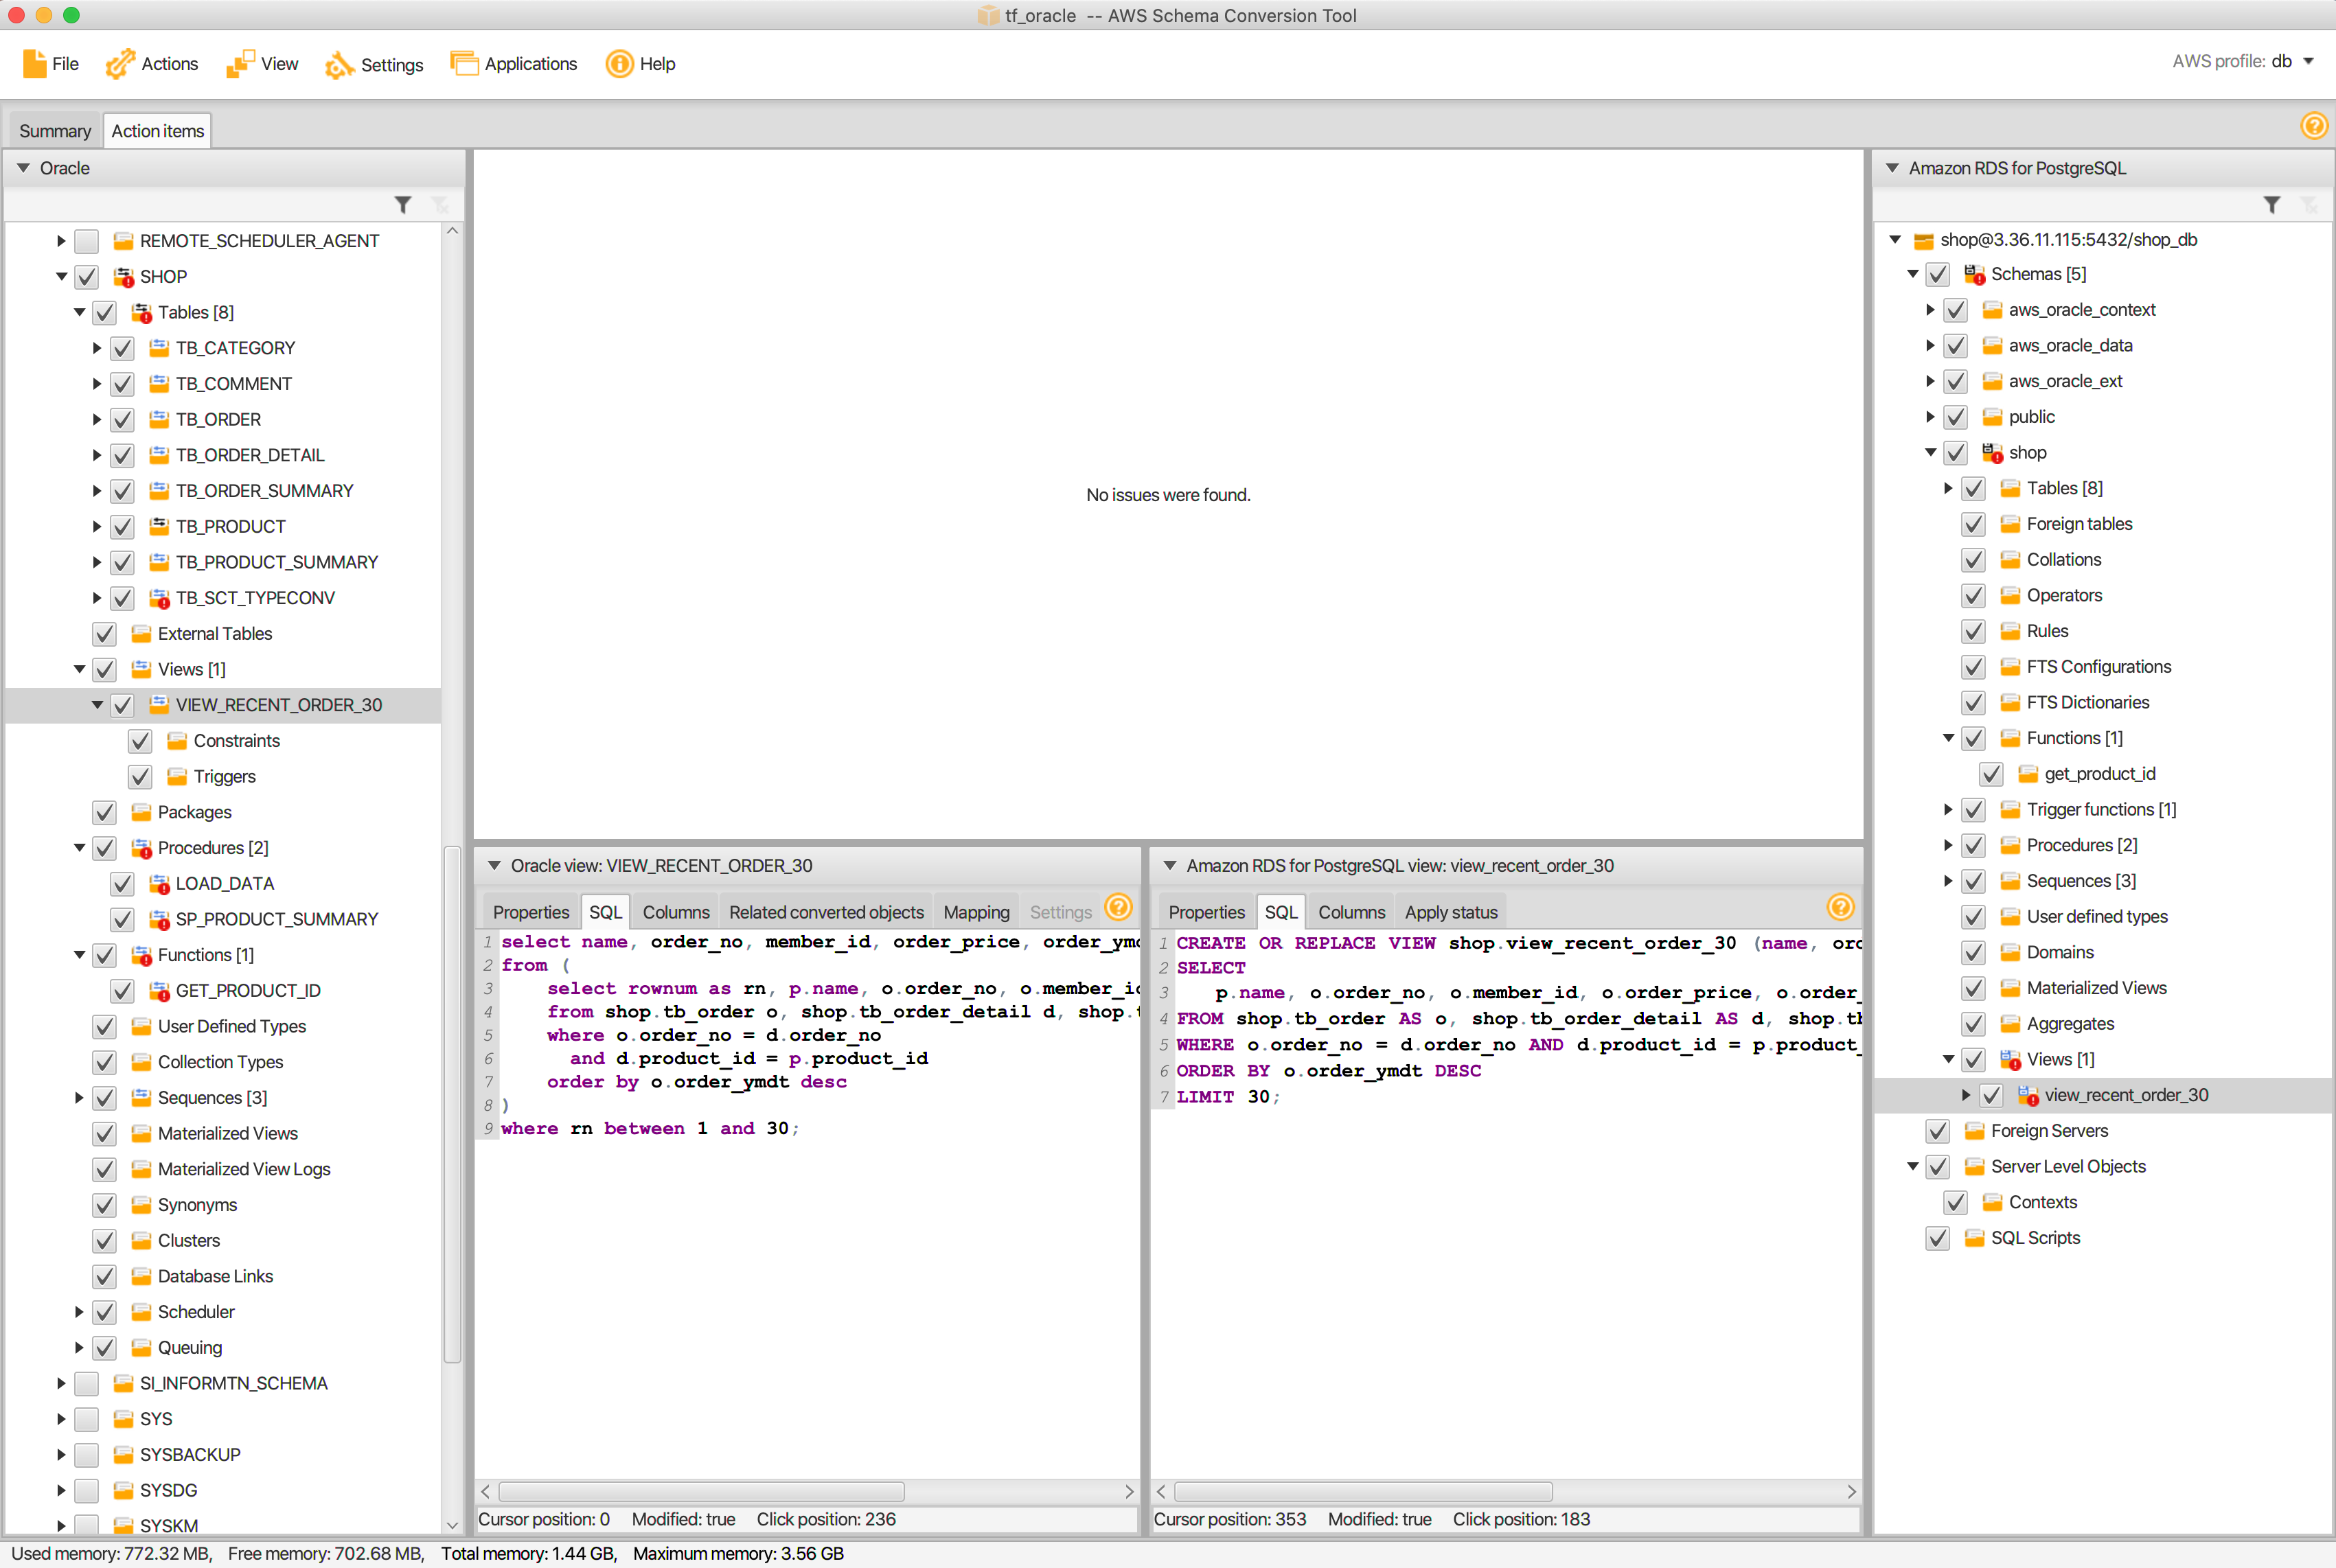 tf_oracle -- AWS Schema Conversion Tool
File Actions View Settings Applications Help AWS profile: db
Summary Action items
Oracle
REMOTE_SCHEDULER_AGENT
SHOP
Tables [8]
TB_CATEGORY
TB_COMMENT
TB_ORDER
TB_ORDER_DETAIL
TB_ORDER_SUMMARY
TB_PRODUCT
TB_PRODUCT_SUMMARY
TB_SCT_TYPECONV
External Tables
Views [1]
VIEW_RECENT_ORDER_30
Constraints
Triggers
Packages
Procedures [2]
LOAD_DATA
SP_PRODUCT_SUMMARY
Functions [1]
GET_PRODUCT_ID
User Defined Types
Collection Types
Sequences [3]
Materialized Views
Materialized View Logs
Synonyms
Clusters
Database Links
Scheduler
Queuing
SI_INFORMTN_SCHEMA
SYS
SYSBACKUP
SYSDG
SYSKM
No issues were found.
Oracle view: VIEW_RECENT_ORDER_30
Properties SQL Columns Related converted objects Mapping Settings
1 select name, order_no, member_id, order_price, order_ym
2 from (
3 select rownum as rn, p.name, o.order_no, o.member_i
4 from shop.tb_order o, shop.tb_order_detail d, shop.
5 where o.order_no = d.order_no
6 and d.product_id = p.product_id
7 order by o.order_ymdt desc
8 )
9 where rn between 1 and 30;
Cursor position: 0 Modified: true Click position: 236
Amazon RDS for PostgreSQL view: view_recent_order_30
Properties SQL Columns Apply status
1 CREATE OR REPLACE VIEW shop.view_recent_order_30 (name, ord
2 SELECT
3 p.name, o.order_no, o.member_id, o.order_price, o.order_
4 FROM shop.tb_order AS o, shop.tb_order_detail AS d, shop.tb
5 WHERE o.order_no = d.order_no AND d.product_id = p.product_
6 ORDER BY o.order_ymdt DESC
7 LIMIT 30;
Cursor position: 353 Modified: true Click position: 183
Amazon RDS for PostgreSQL
shop@3.36.11.115:5432/shop_db
Schemas [5]
aws_oracle_context
aws_oracle_data
aws_oracle_ext
public
shop
Tables [8]
Foreign tables
Collations
Operators
Rules
FTS Configurations
FTS Dictionaries
Functions [1]
get_product_id
Trigger functions [1]
Procedures [2]
Sequences [3]
User defined types
Domains
Materialized Views
Aggregates
Views [1]
view_recent_order_30
Foreign Servers
Server Level Objects
Contexts
SQL Scripts
Used memory: 772.32 MB, Free memory: 702.68 MB, Total memory: 1.44 GB, Maximum memory: 3.56 GB